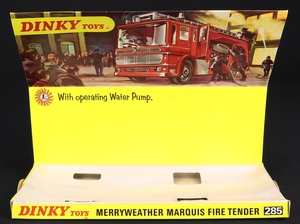 DINKY TOYS
With operating Water Pump.
DINKY TOYS MERRYWEATHER MARQUIS FIRE TENDER 285